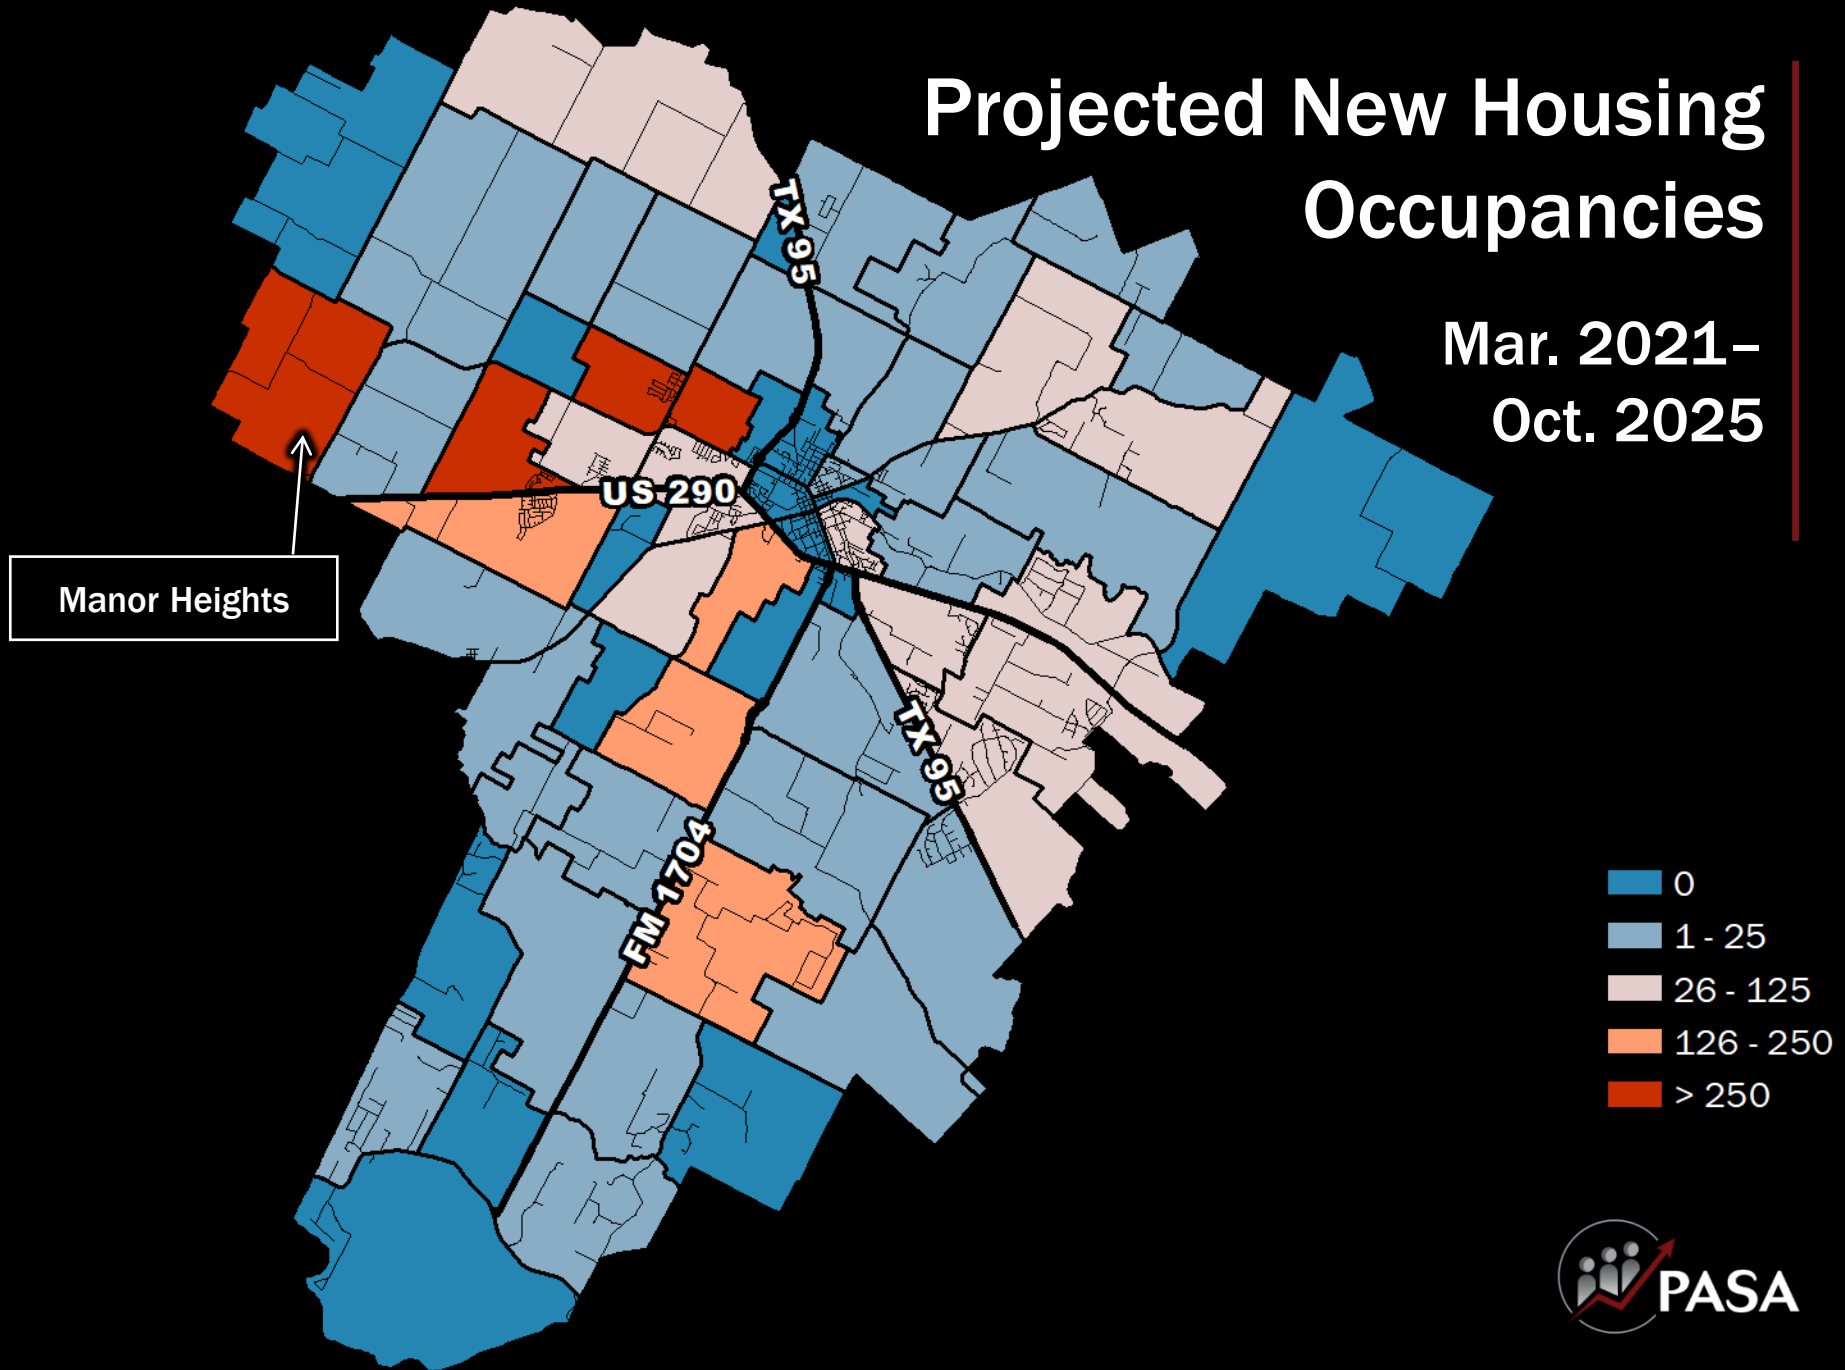 Projected New Housing
Occupancies
Mar. 2021–
Oct. 2025
TX 95
US 290
Manor Heights
TX 95
FM 1704
0
1 - 25
26 - 125
126 - 250
> 250
PASA